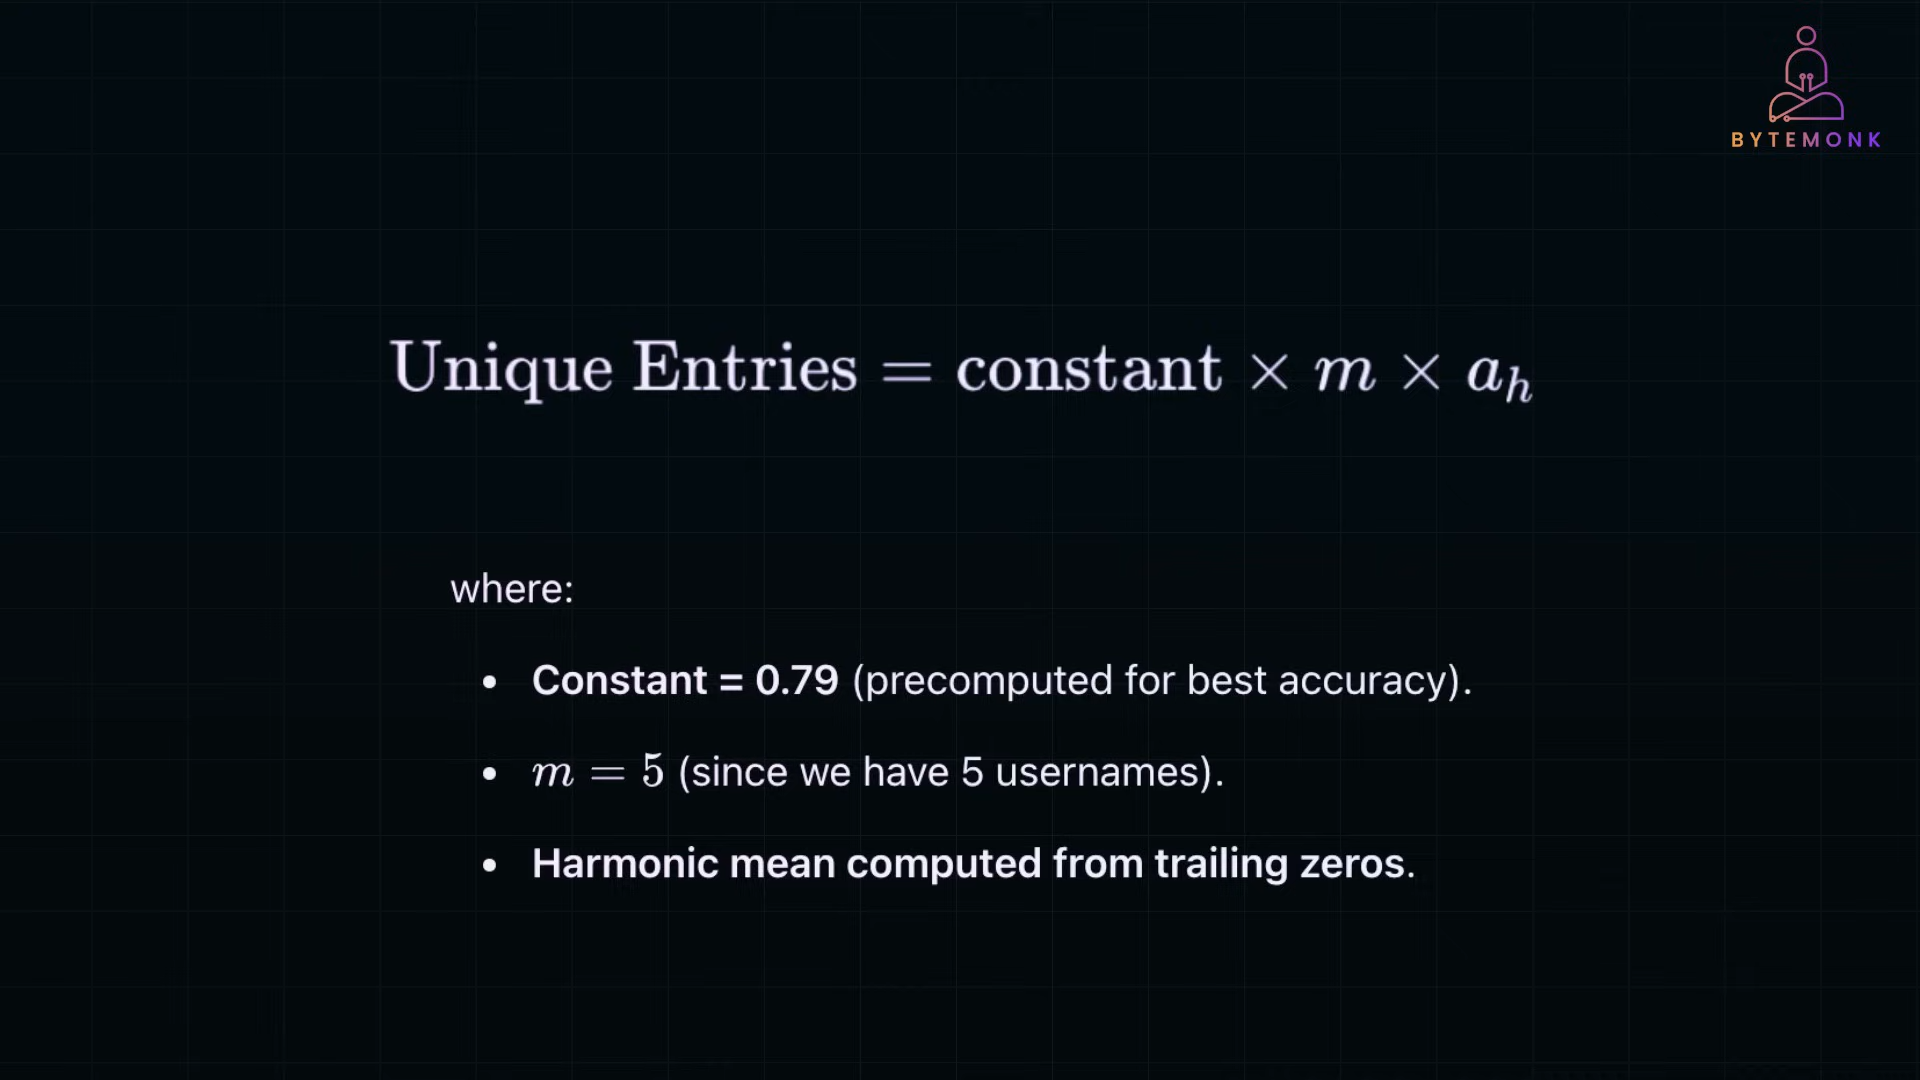 BYTEMONK
Unique Entries = constant × m × aₕ
where:
• Constant = 0.79 (precomputed for best accuracy).
• m = 5 (since we have 5 usernames).
• Harmonic mean computed from trailing zeros.